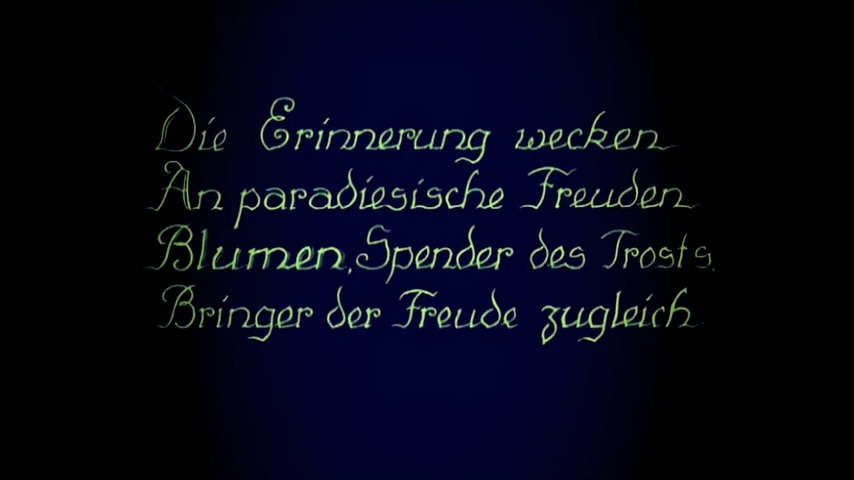 Die Erinnerung wecken
An paradiesische Freuden
Blumen, Spender des Trosts,
Bringer der Freude zugleich